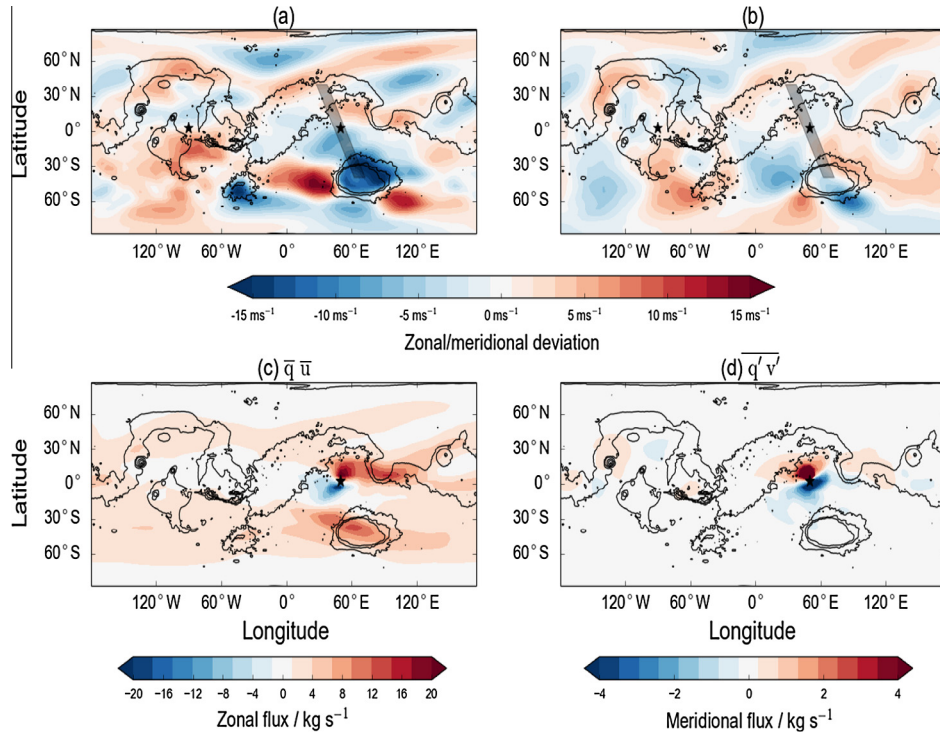 (a) (b)
Latitude 60°N 30°N 0° 30°S 60°S 60°N 30°N 0° 30°S 60°S
120°W 60°W 0° 60°E 120°E 120°W 60°W 0° 60°E 120°E
-15 ms⁻¹ -10 ms⁻¹ -5 ms⁻¹ 0 ms⁻¹ 5 ms⁻¹ 10 ms⁻¹ 15 ms⁻¹
Zonal/meridional deviation
(c) q̅ u̅ (d) \overline{q′ v′}
Latitude 60°N 30°N 0° 30°S 60°S 60°N 30°N 0° 30°S 60°S
120°W 60°W 0° 60°E 120°E 120°W 60°W 0° 60°E 120°E
Longitude Longitude
−20 −16 −12 −8 −4 0 4 8 12 16 20 −4 −2 0 2 4
Zonal flux / kg s⁻¹ Meridional flux / kg s⁻¹